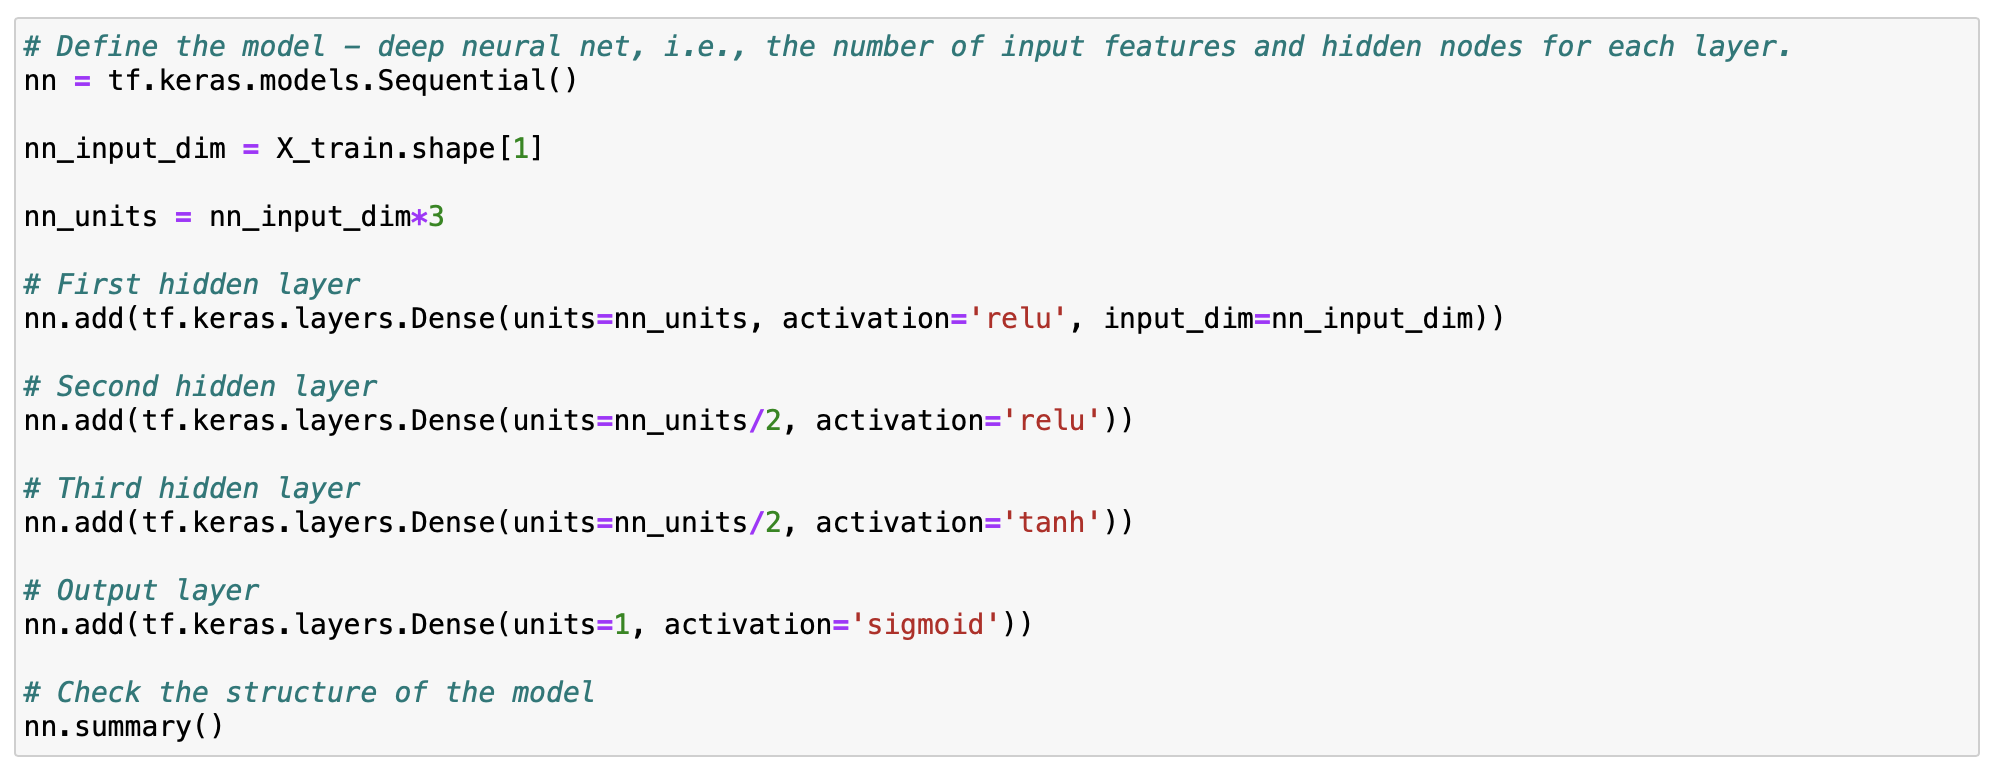 # Define the model – deep neural net, i.e., the number of input features and hidden nodes for each layer.
nn = tf.keras.models.Sequential()
nn_input_dim = X_train.shape[1]
nn_units = nn_input_dim*3
# First hidden layer
nn.add(tf.keras.layers.Dense(units=nn_units, activation='relu', input_dim=nn_input_dim))
# Second hidden layer
nn.add(tf.keras.layers.Dense(units=nn_units/2, activation='relu'))
# Third hidden layer
nn.add(tf.keras.layers.Dense(units=nn_units/2, activation='tanh'))
# Output layer
nn.add(tf.keras.layers.Dense(units=1, activation='sigmoid'))
# Check the structure of the model
nn.summary()